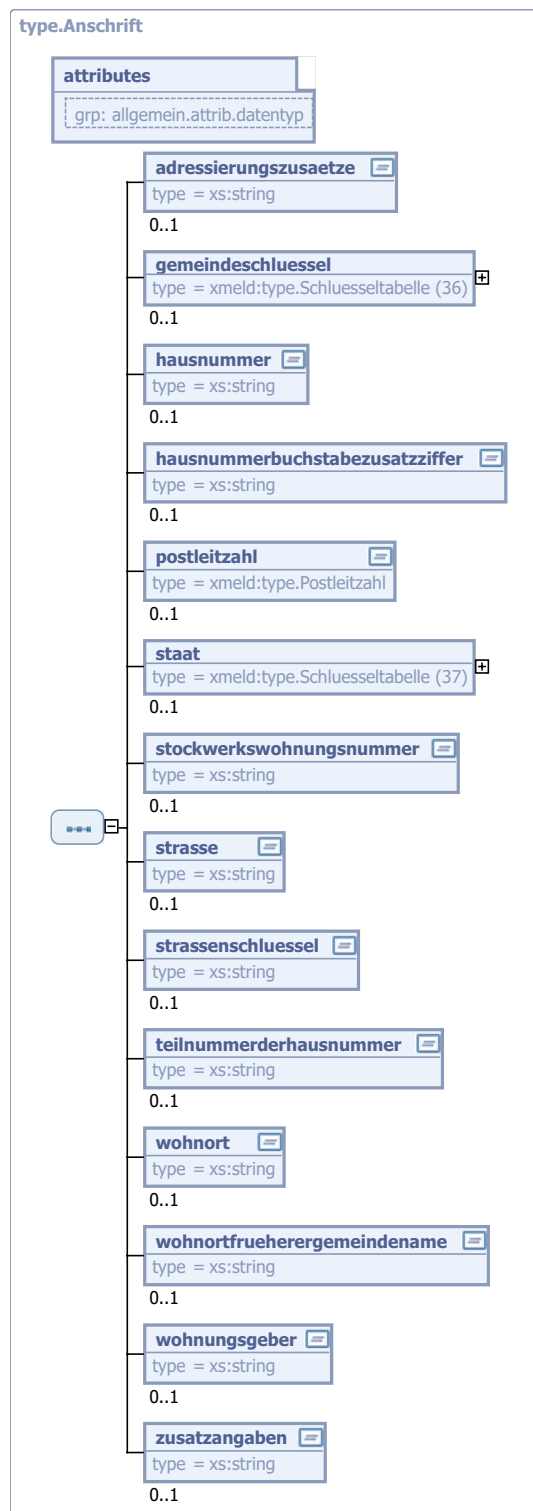 type.Anschrift
attributes
grp: allgemein.attrib.datentyp
adressierungszusaetze
type = xs:string
0..1
gemeindeschluessel
type = xmeld:type.Schluesseltabelle (36)
0..1
hausnummer
type = xs:string
0..1
hausnummerbuchstabezusatzziffer
type = xs:string
0..1
postleitzahl
type = xmeld:type.Postleitzahl
0..1
staat
type = xmeld:type.Schluesseltabelle (37)
0..1
stockwerkswohnungsnummer
type = xs:string
0..1
strasse
type = xs:string
0..1
strassenschluessel
type = xs:string
0..1
teilnummerderhausnummer
type = xs:string
0..1
wohnort
type = xs:string
0..1
wohnortfruеherergemeindename
type = xs:string
0..1
wohnungsgeber
type = xs:string
0..1
zusatzangaben
type = xs:string
0..1